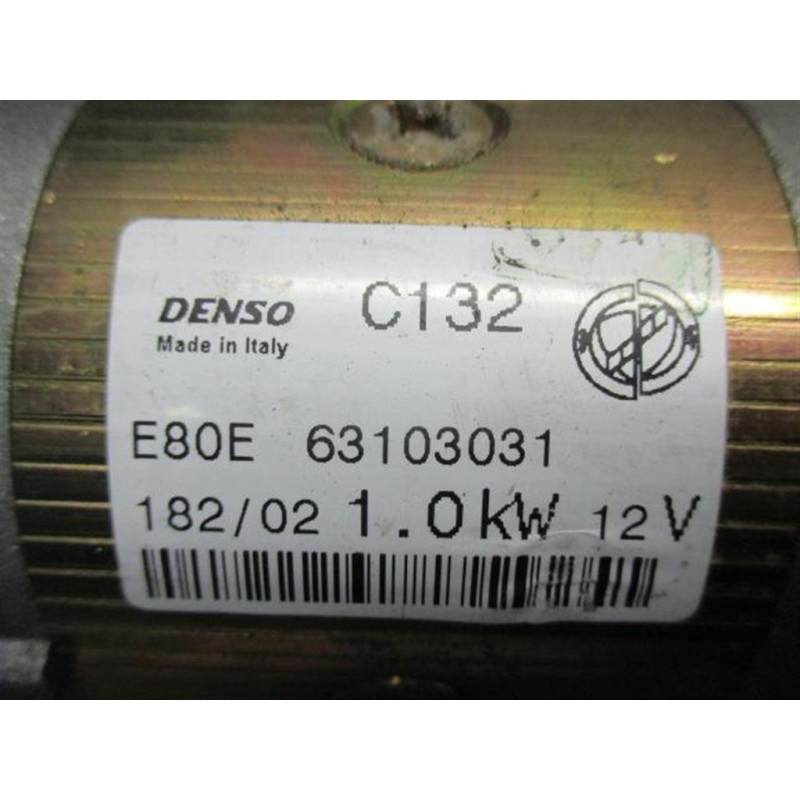 DENSO C132
Made in Italy
E80E 63103031
182/02 1.0kW 12V